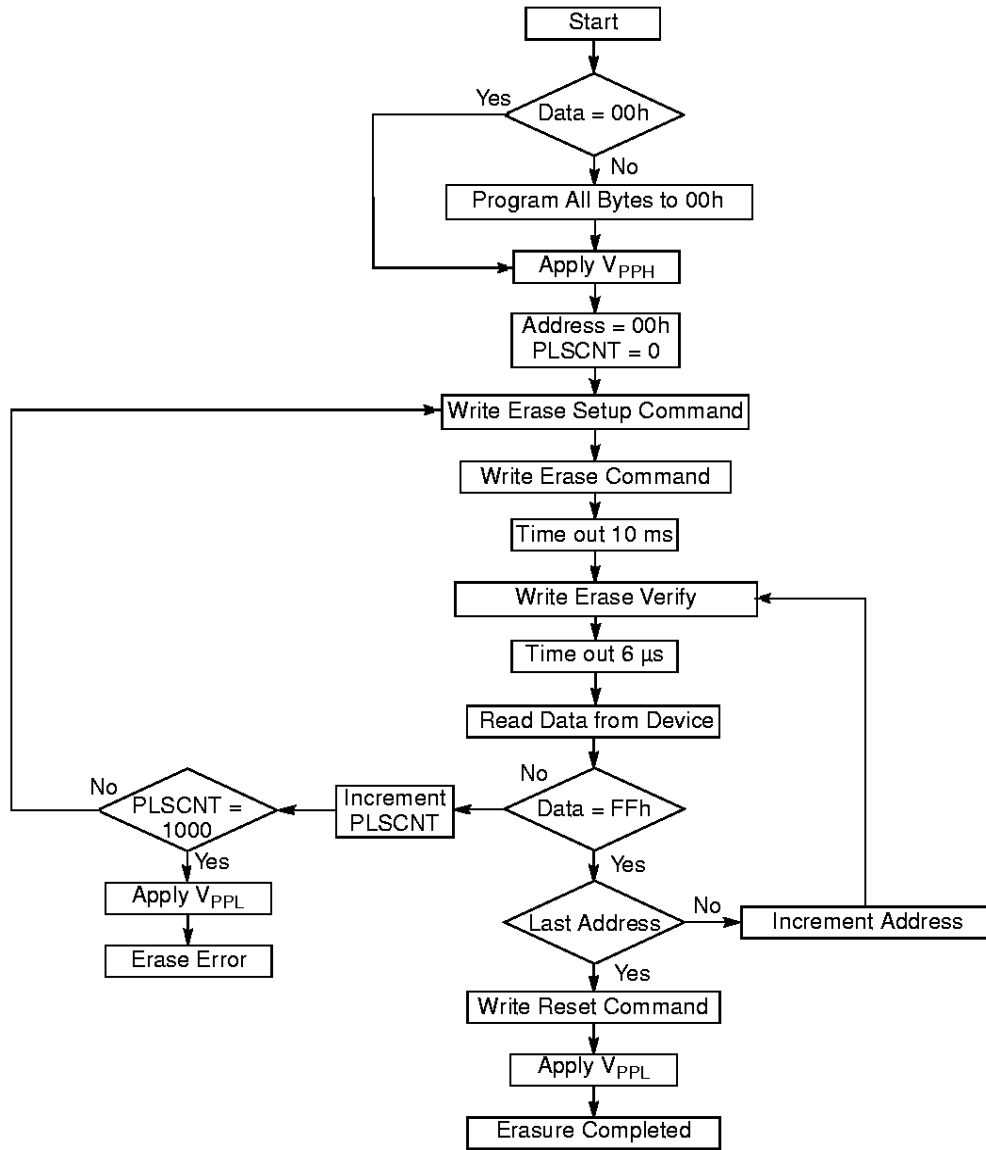 Start
Yes
Data = 00h
No
Program All Bytes to 00h
Apply VPPH
Address = 00h
PLSCNT = 0
Write Erase Setup Command
Write Erase Command
Time out 10 ms
Write Erase Verify
Time out 6 µs
Read Data from Device
No
Data = FFh
Increment
PLSCNT
No
PLSCNT =
1000
Yes
Apply VPPL
Erase Error
Yes
Last Address
No
Increment Address
Yes
Write Reset Command
Apply VPPL
Erasure Completed